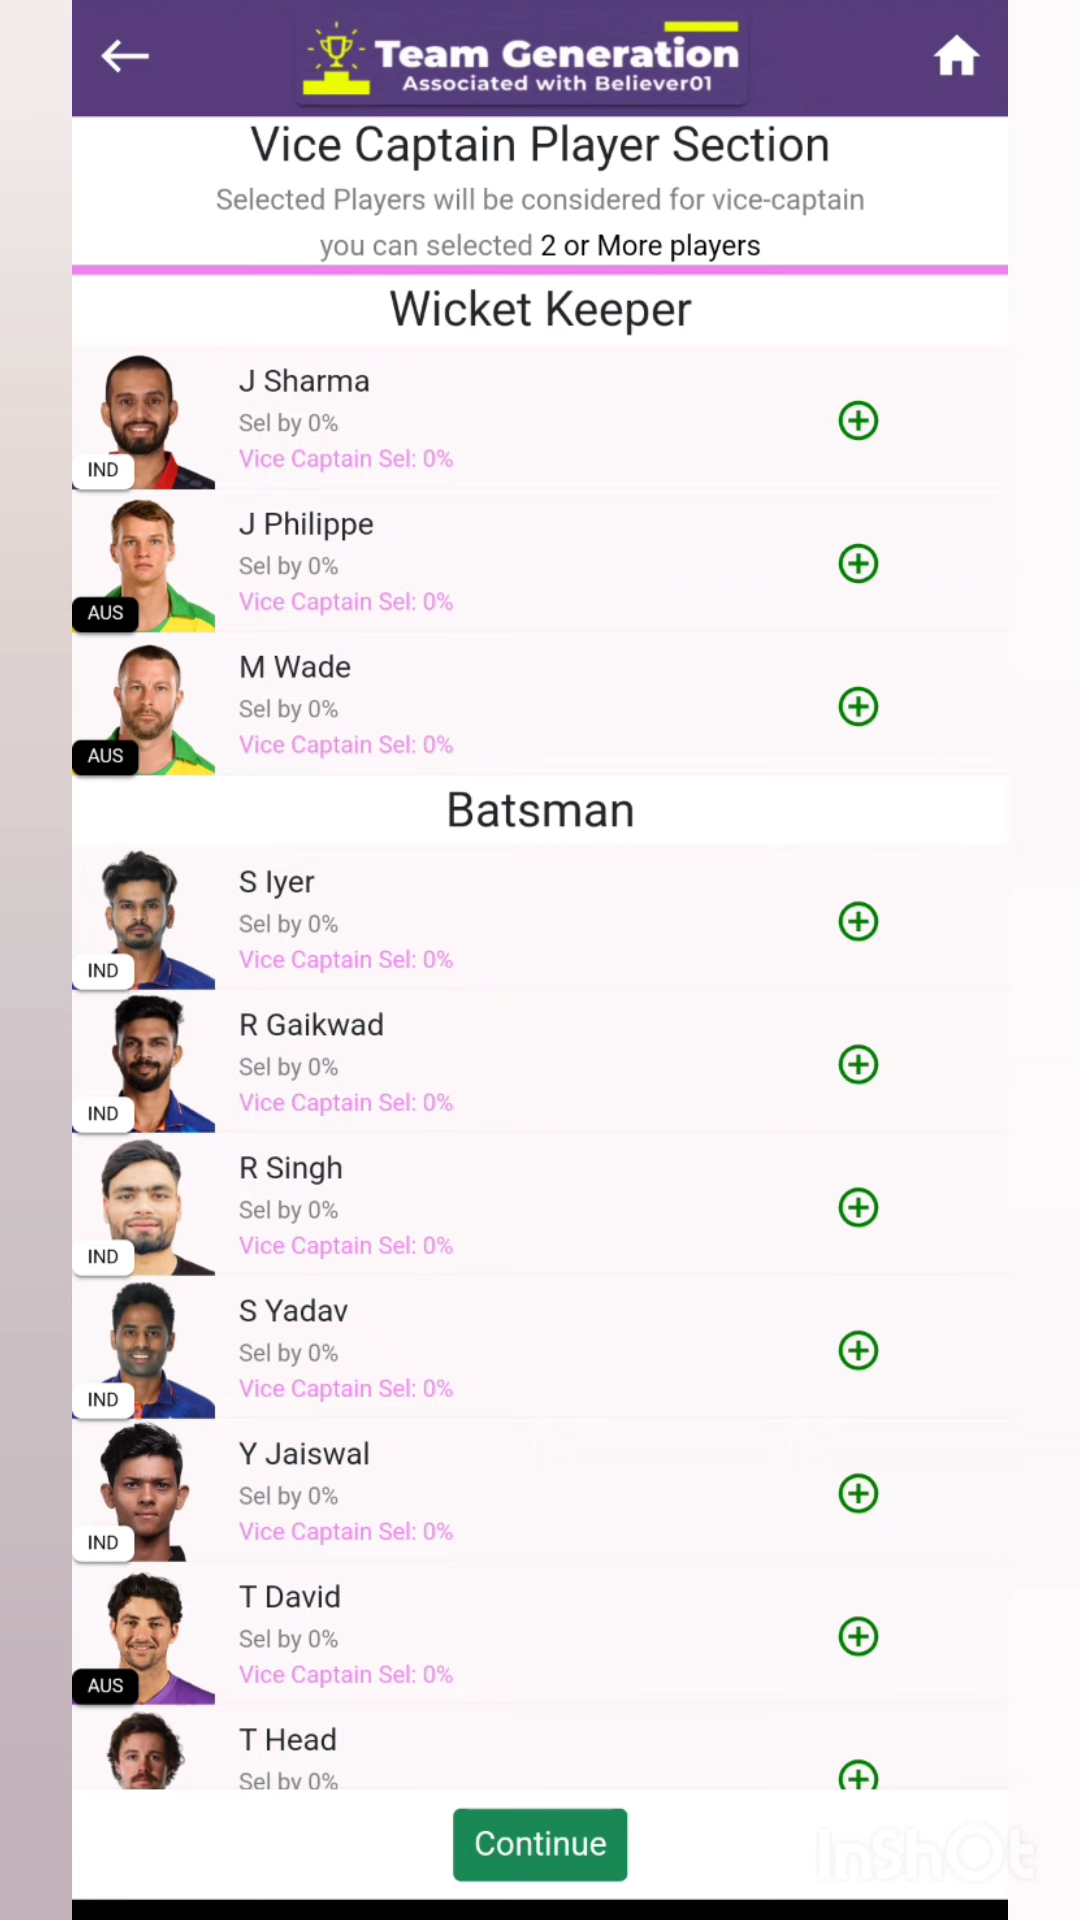 Team Generation
Associated with Believer01
Vice Captain Player Section
Selected Players will be considered for vice-captain
you can selected 2 or More players
Wicket Keeper
J Sharma
Sel by 0%
Vice Captain Sel: 0%
IND
J Philippe
Sel by 0%
Vice Captain Sel: 0%
AUS
M Wade
Sel by 0%
Vice Captain Sel: 0%
AUS
Batsman
S Iyer
Sel by 0%
Vice Captain Sel: 0%
IND
R Gaikwad
Sel by 0%
Vice Captain Sel: 0%
IND
R Singh
Sel by 0%
Vice Captain Sel: 0%
IND
S Yadav
Sel by 0%
Vice Captain Sel: 0%
IND
Y Jaiswal
Sel by 0%
Vice Captain Sel: 0%
IND
T David
Sel by 0%
Vice Captain Sel: 0%
AUS
T Head
Sel by 0%
Continue
InShOt